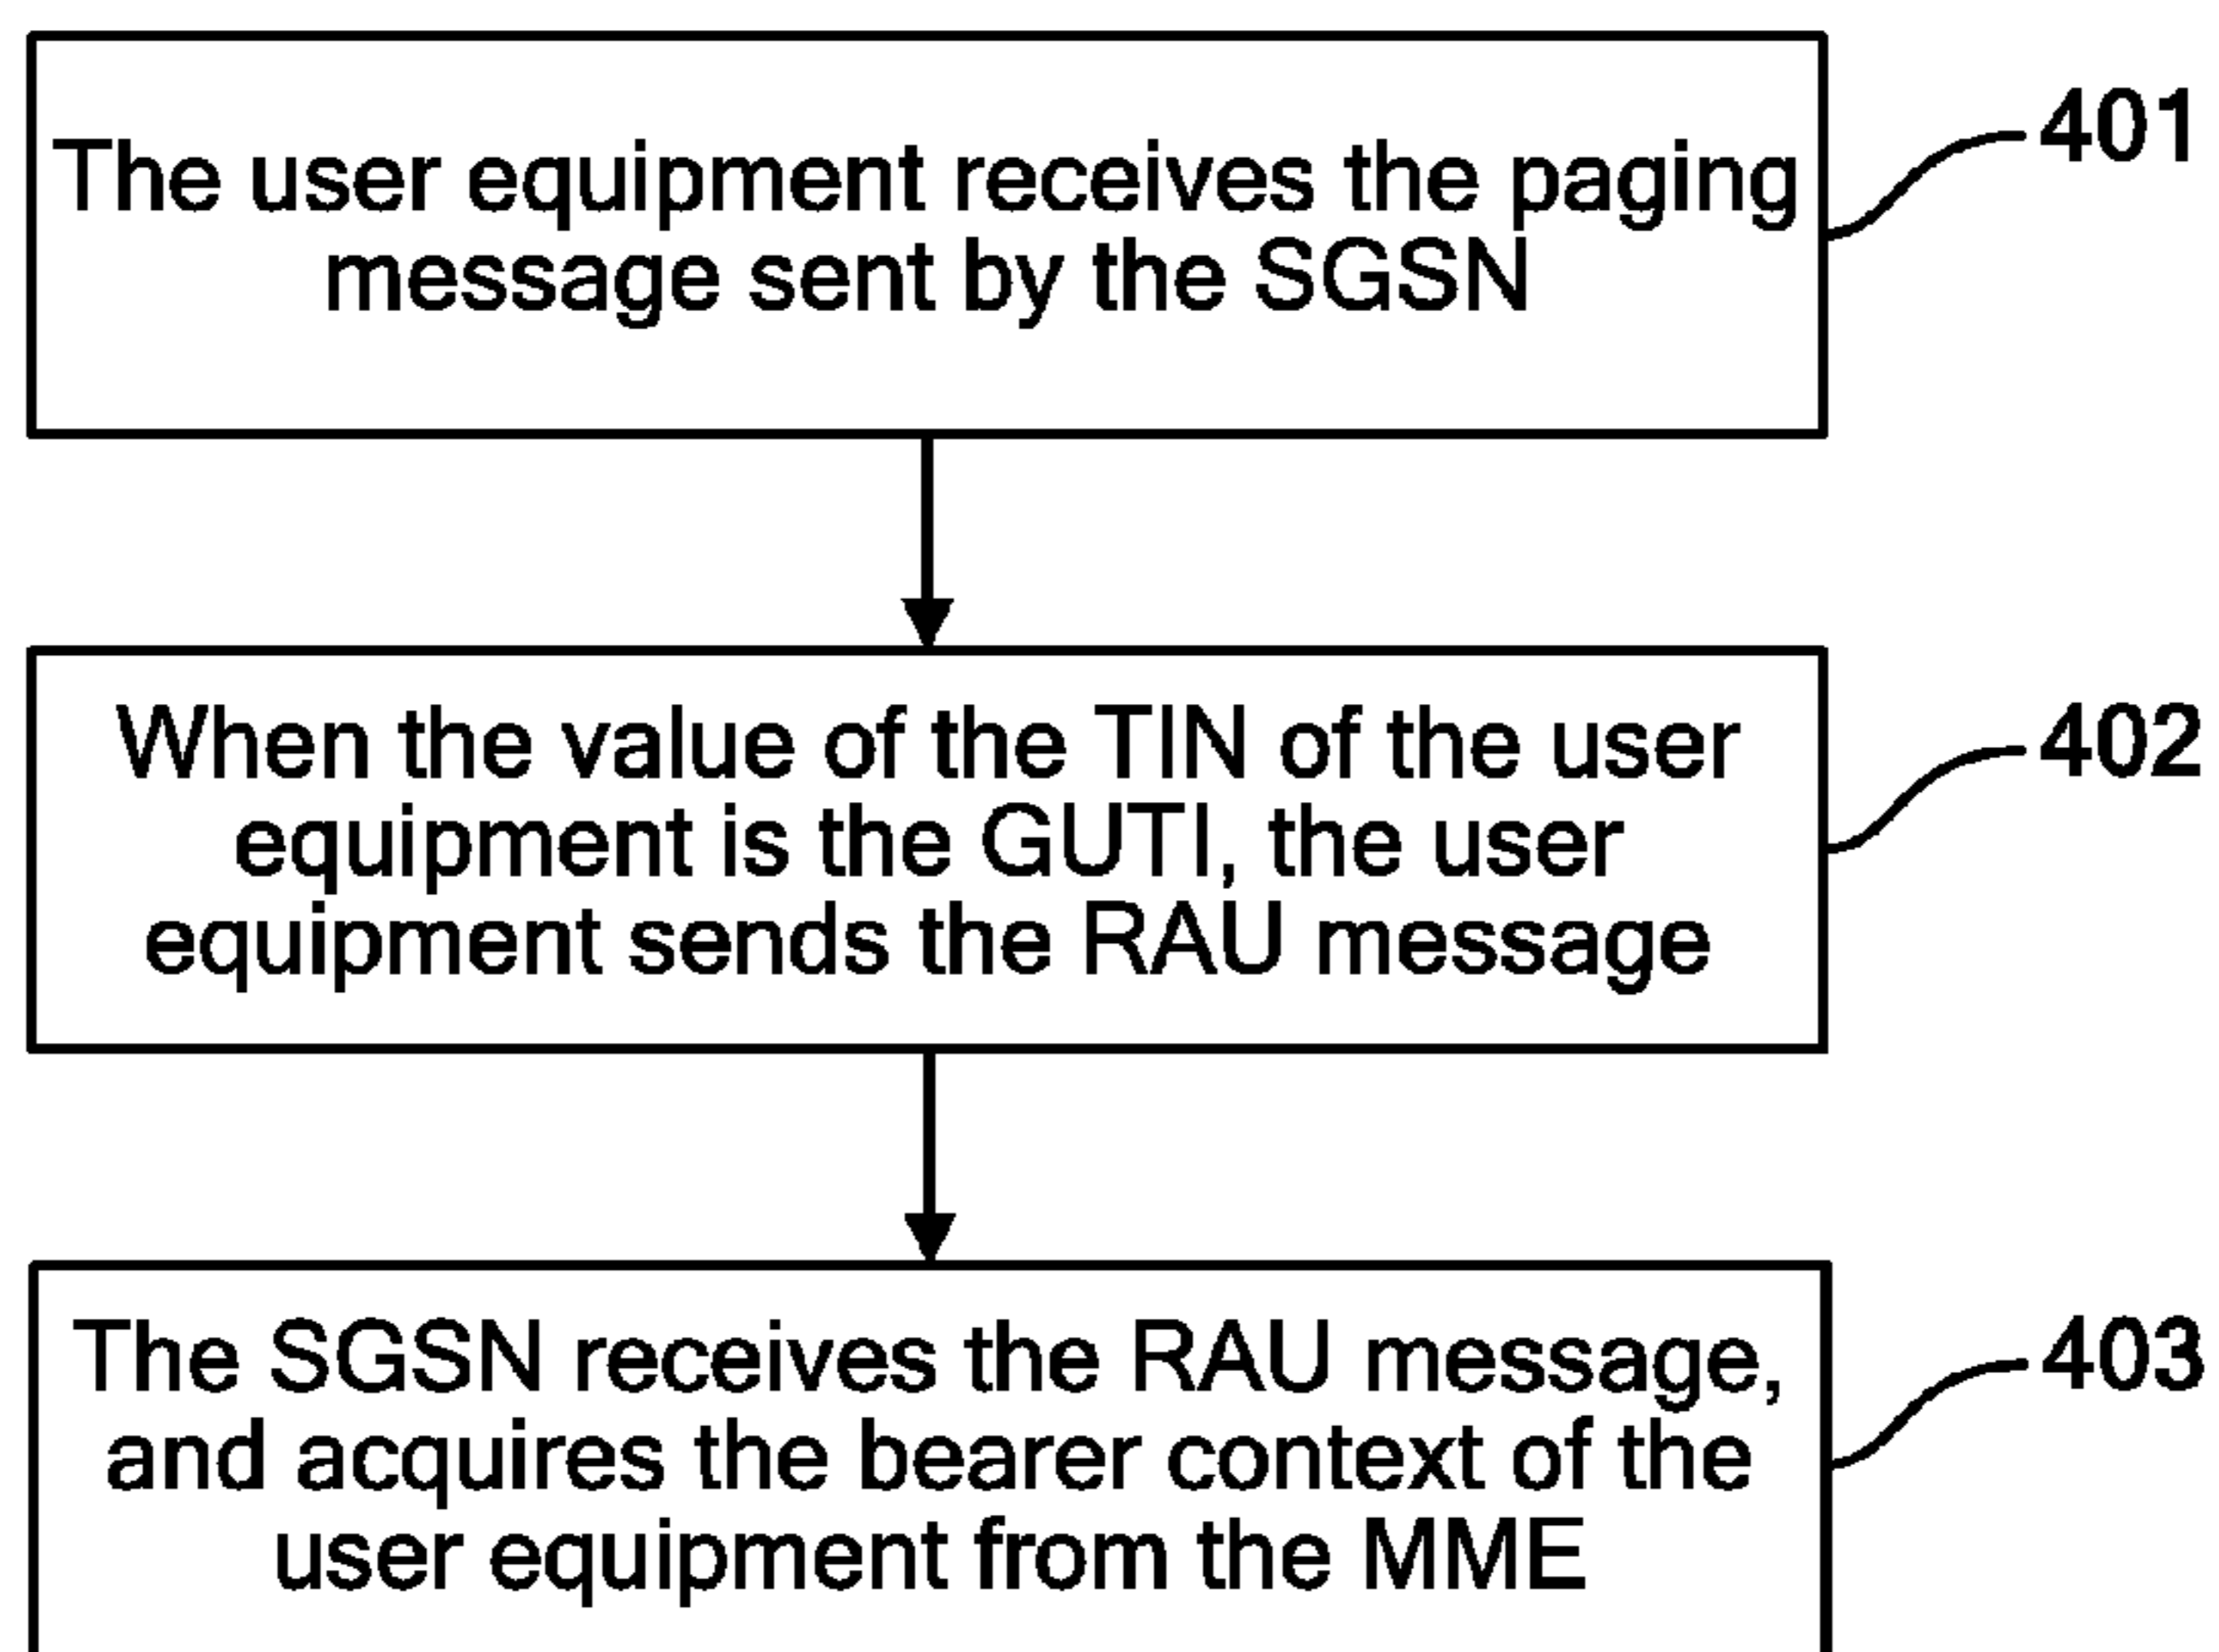 The user equipment receives the paging
message sent by the SGSN
401
When the value of the TIN of the user
equipment is the GUTI, the user
equipment sends the RAU message
402
The SGSN receives the RAU message,
and acquires the bearer context of the
user equipment from the MME
403